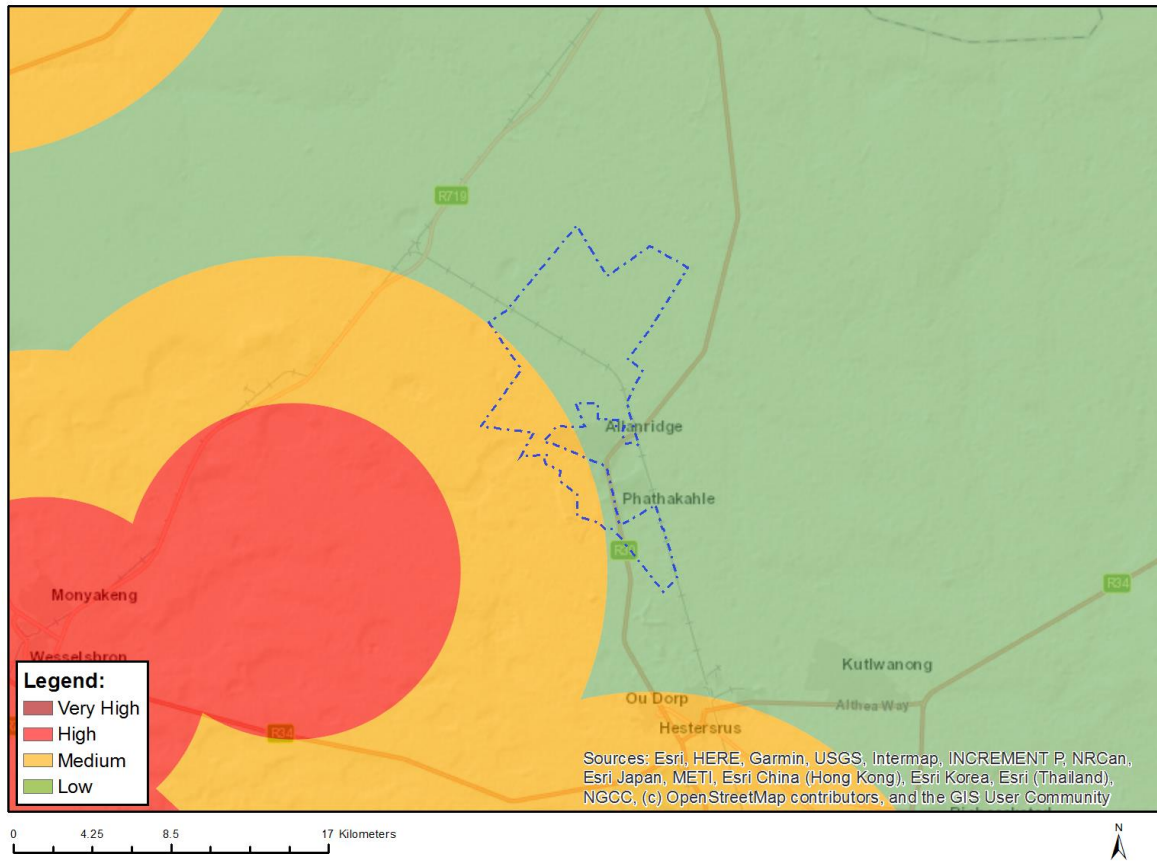 R719
Allanridge
Phathakahle
R30
R34
Monyakeng
Wesselsbron
Kutlwanong
Ou Dorp
Althea Way
Hestersrus
R34
Legend:
Very High
High
Medium
Low
Sources: Esri, HERE, Garmin, USGS, Intermap, INCREMENT P, NRCan,
Esri Japan, METI, Esri China (Hong Kong), Esri Korea, Esri (Thailand),
NGCC, (c) OpenStreetMap contributors, and the GIS User Community
0 4.25 8.5 17 Kilometers
N